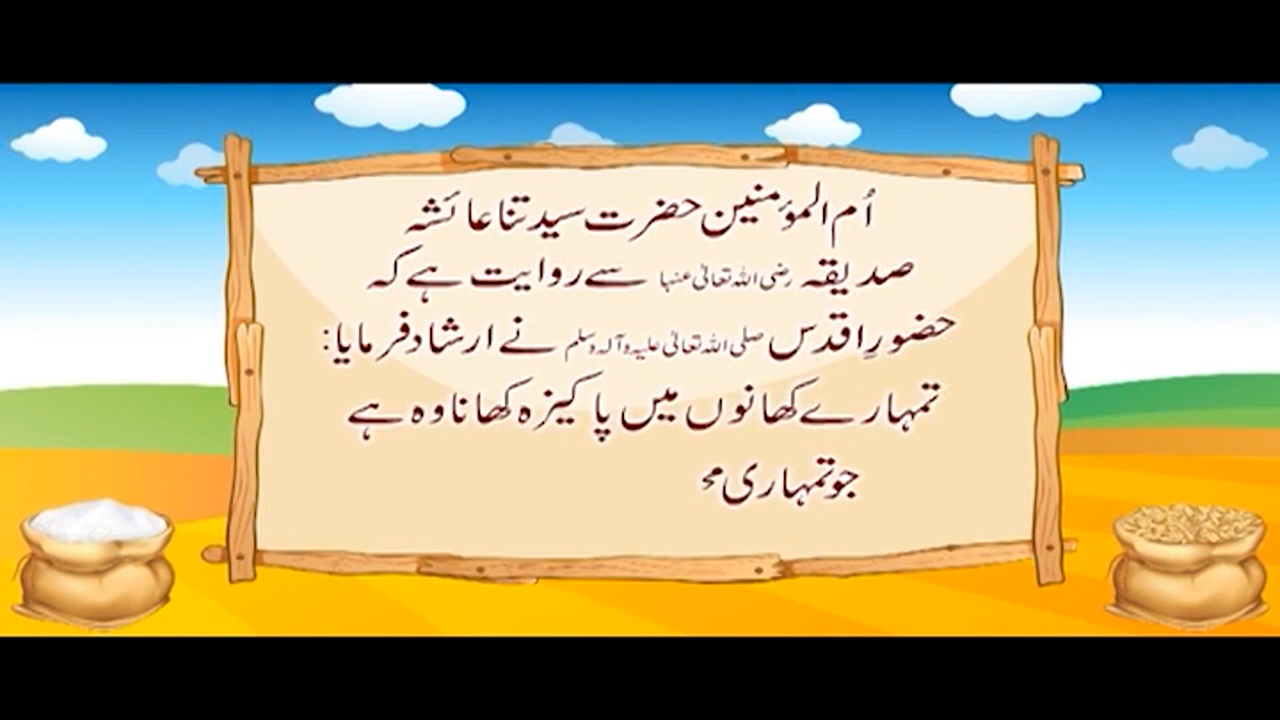 اُم المؤمنین حضرت سیدتنا عائشہ
صدیقہ رضی اللہ تعالیٰ عنہا سے روایت ہے کہ
حضورِ اقدس صلی اللہ تعالیٰ علیہ وآلہ وسلم نے ارشاد فرمایا:
تمہارے کھانوں میں پاکیزہ کھانا وہ ہے
جو تمہاری